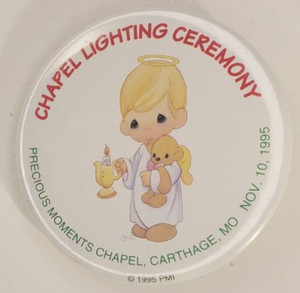 CHAPEL LIGHTING CEREMONY
PRECIOUS MOMENTS CHAPEL, CARTHAGE, MO NOV. 10, 1995
© 1995 PMI